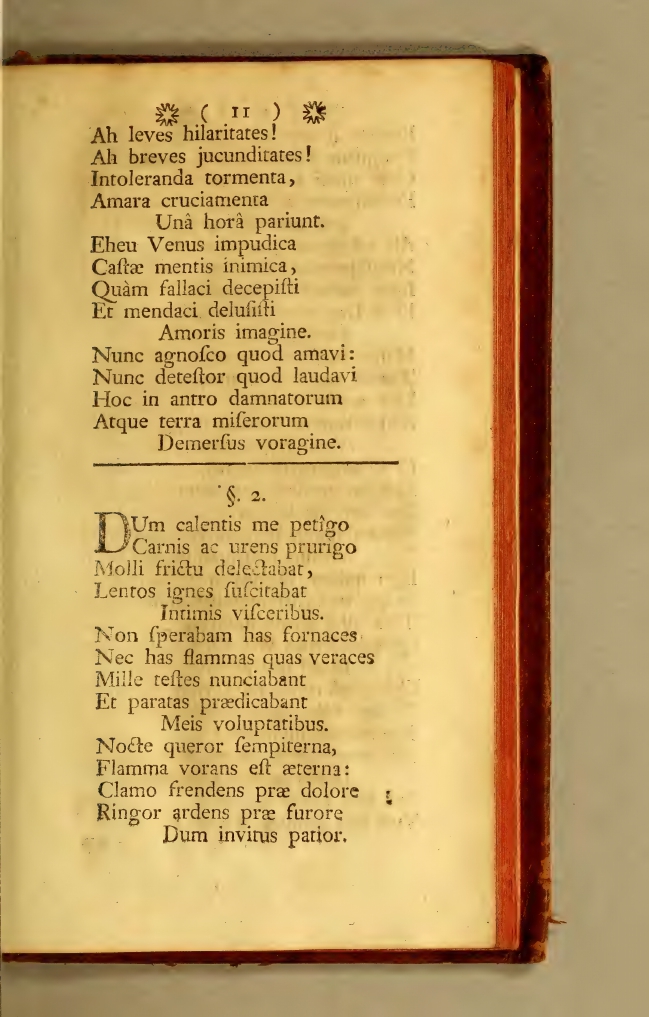 ( 11 )
Ah leves hilaritates!
Ah breves jucunditates!
Intoleranda tormenta,
Amara cruciamenta
Unâ horâ pariunt.
Eheu Venus impudica
Caſtæ mentis inimica,
Quàm fallaci decepiſti
Et mendaci deluſiſti
Amoris imagine.
Nunc agnoſco quod amavi:
Nunc deteſtor quod laudavi
Hoc in antro damnatorum
Atque terra miſerorum
Demerſus voragine.
§. 2.
DUm calentis me petîgo
Carnis ac urens prurîgo
Molli frictu delectabat,
Lentos ignes ſuſcitabat
Intimis viſceribus.
Non ſperabam has fornaces
Nec has flammas quas veraces
Mille teſtes nunciabant
Et paratas prædicabant
Meis voluptatibus.
Nocte queror ſempiterna,
Flamma vorans eſt æterna:
Clamo frendens præ dolore
Ringor ardens præ furore
Dum invitus patior.